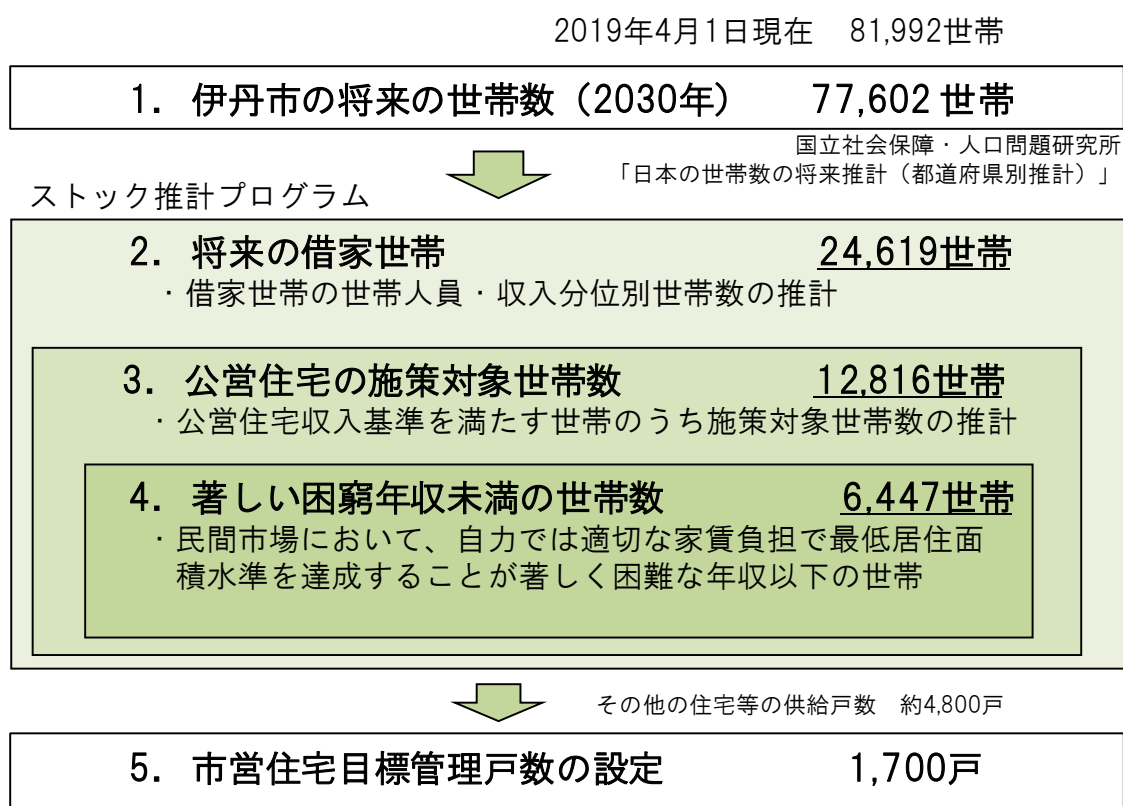 2019年4月1日現在　81,992世帯
1. 伊丹市の将来の世帯数（2030年）　77,602 世帯
国立社会保障・人口問題研究所
「日本の世帯数の将来推計（都道府県別推計）」
ストック推計プログラム
2. 将来の借家世帯　24,619世帯
・借家世帯の世帯人員・収入分位別世帯数の推計
3. 公営住宅の施策対象世帯数　12,816世帯
・公営住宅収入基準を満たす世帯のうち施策対象世帯数の推計
4. 著しい困窮年収未満の世帯数　6,447世帯
・民間市場において、自力では適切な家賃負担で最低居住面
積水準を達成することが著しく困難な年収以下の世帯
その他の住宅等の供給戸数　約4,800戸
5. 市営住宅目標管理戸数の設定　1,700戸